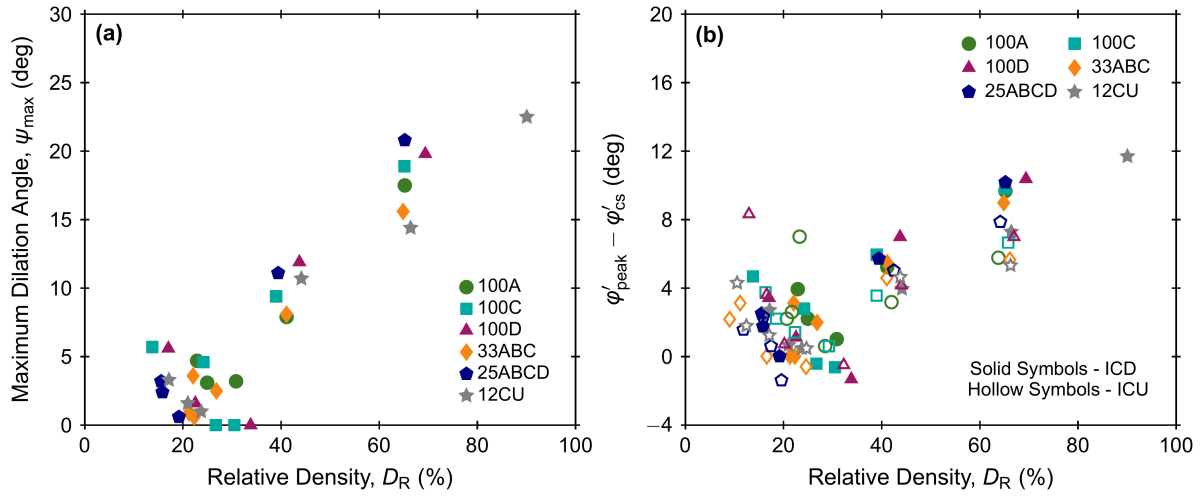 (a)
30
25
20
15
10
5
0
Maximum Dilation Angle, ψmax (deg)
100A
100C
100D
33ABC
25ABCD
12CU
0 20 40 60 80 100
Relative Density, DR (%)
(b)
20
16
12
8
4
0
−4
φ′peak − φ′cs (deg)
100A 100C
100D 33ABC
25ABCD 12CU
Solid Symbols - ICD
Hollow Symbols - ICU
0 20 40 60 80 100
Relative Density, DR (%)